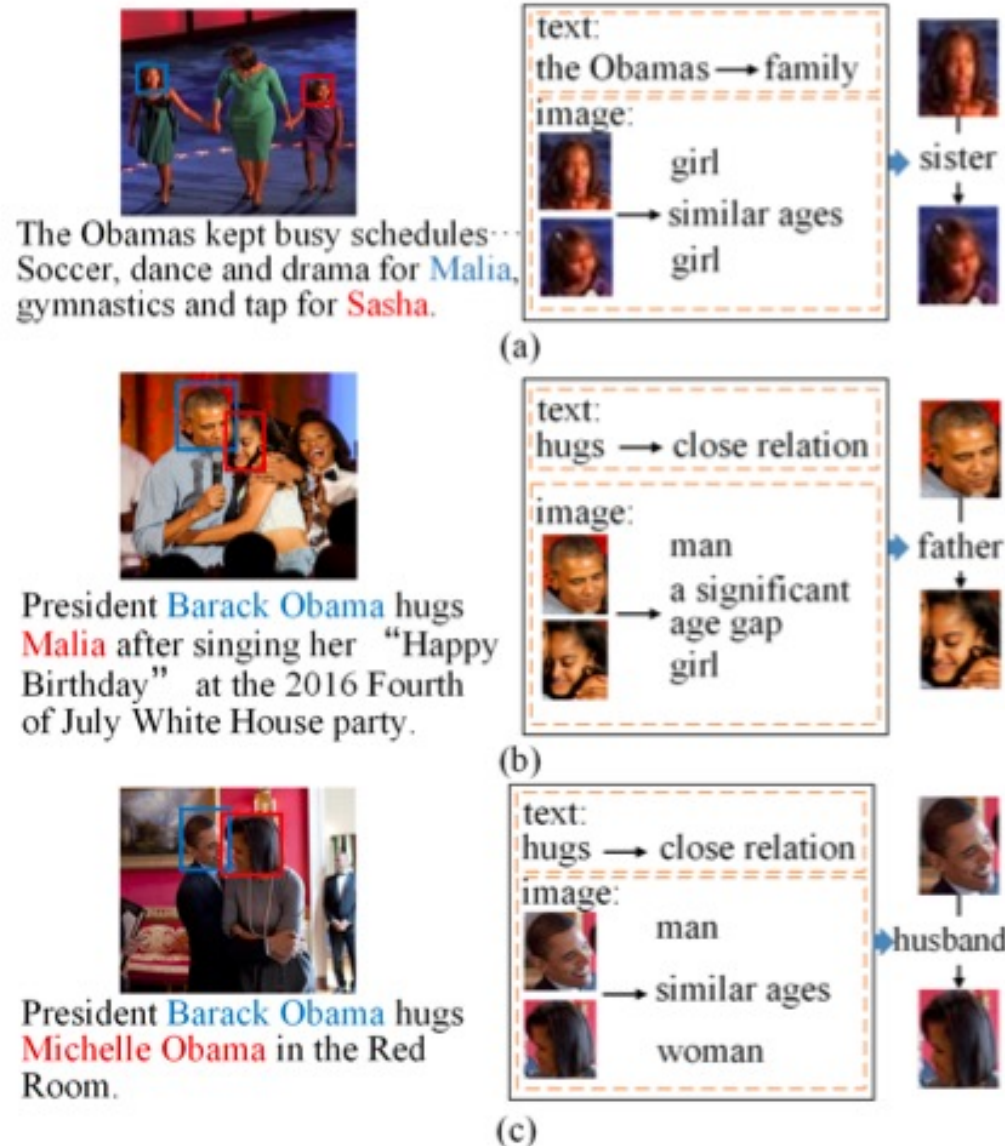 text:
the Obamas → family
image:
girl
similar ages
girl
sister
The Obamas kept busy schedules···
Soccer, dance and drama for Malia,
gymnastics and tap for Sasha.
(a)
text:
hugs → close relation
image:
man
a significant
age gap
girl
father
President Barack Obama hugs
Malia after singing her “Happy
Birthday” at the 2016 Fourth
of July White House party.
(b)
text:
hugs → close relation
image:
man
similar ages
woman
husband
President Barack Obama hugs
Michelle Obama in the Red
Room.
(c)